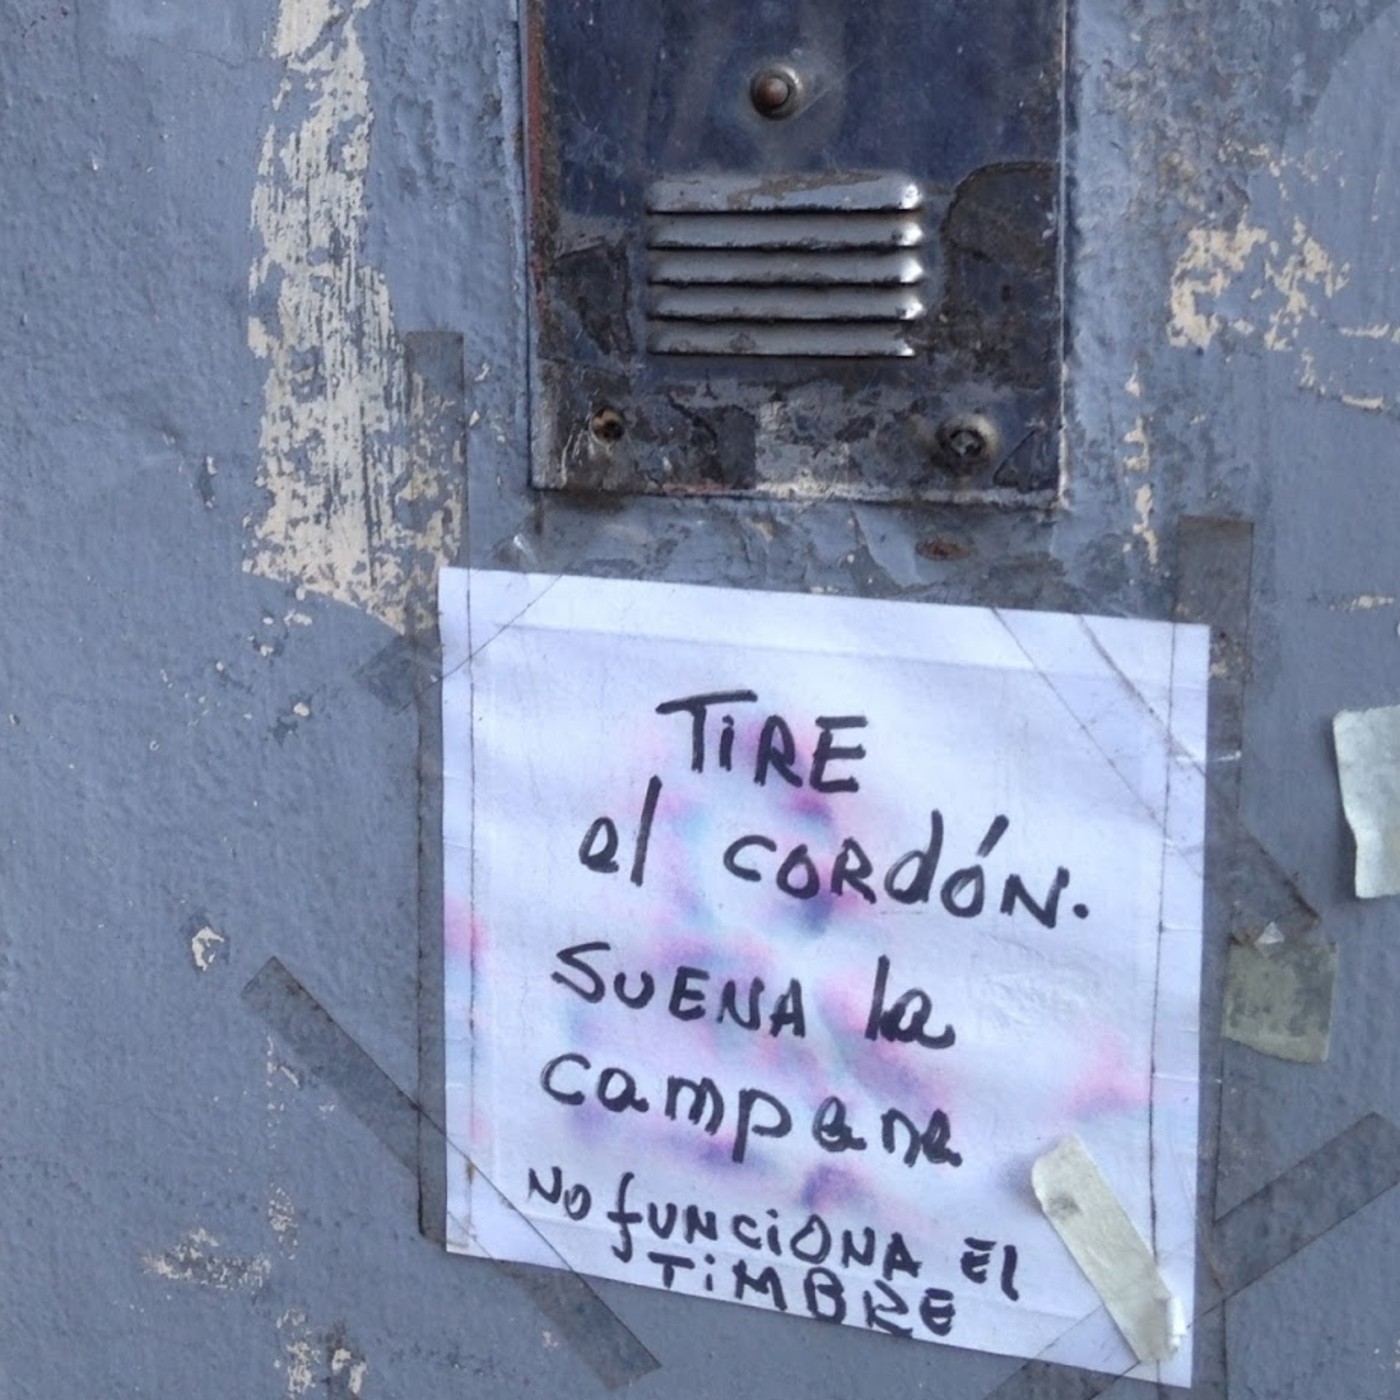 TiRE
el CORdÓN.
SUENA la
campana
No fUNCiONA El
TiMBRE